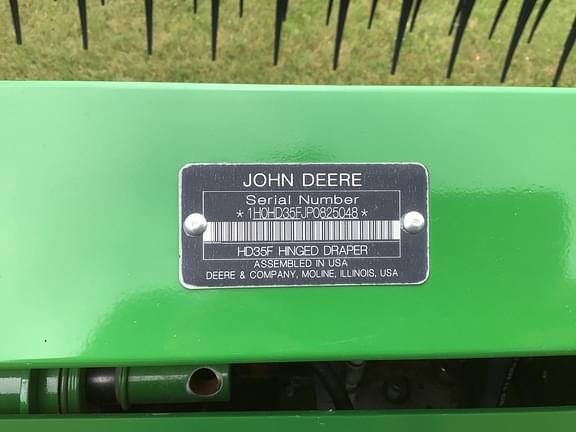 JOHN DEERE
Serial Number
*1H0HD35FJP0825048*
HD35F HINGED DRAPER
ASSEMBLED IN USA
DEERE & COMPANY, MOLINE, ILLINOIS, USA